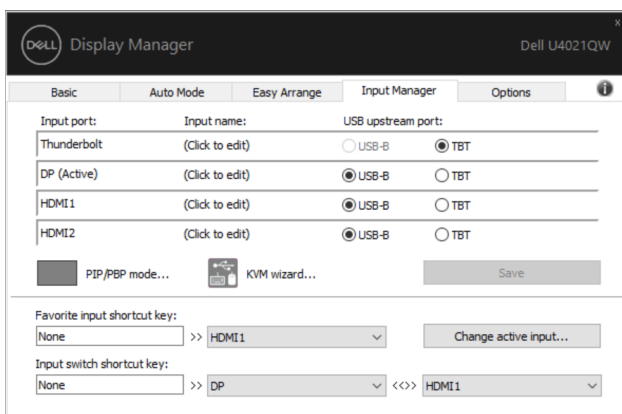 x
DELL Display Manager Dell U4021QW
Basic Auto Mode Easy Arrange Input Manager Options i
Input port: Input name: USB upstream port:
Thunderbolt (Click to edit) USB-B TBT
DP (Active) (Click to edit) USB-B TBT
HDMI1 (Click to edit) USB-B TBT
HDMI2 (Click to edit) USB-B TBT
PIP/PBP mode... KVM wizard... Save
Favorite input shortcut key:
None >> HDMI1 Change active input...
Input switch shortcut key:
None >> DP <<>> HDMI1